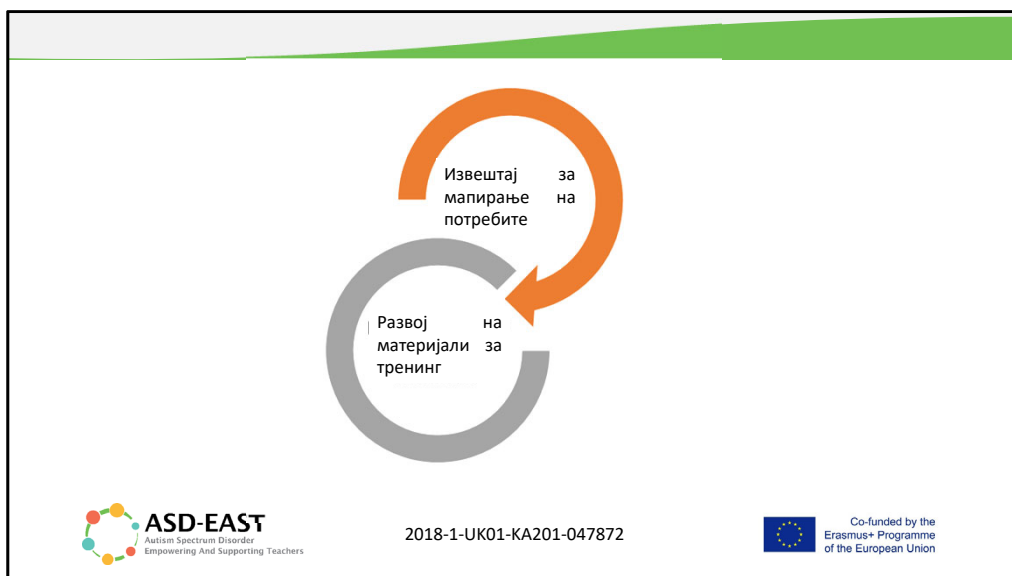 Извештај за
мапирање на
потребите
Развој на
материјали за
тренинг
ASD-EAST
Autism Spectrum Disorder
Empowering And Supporting Teachers
2018-1-UK01-KA201-047872
Co-funded by the
Erasmus+ Programme
of the European Union